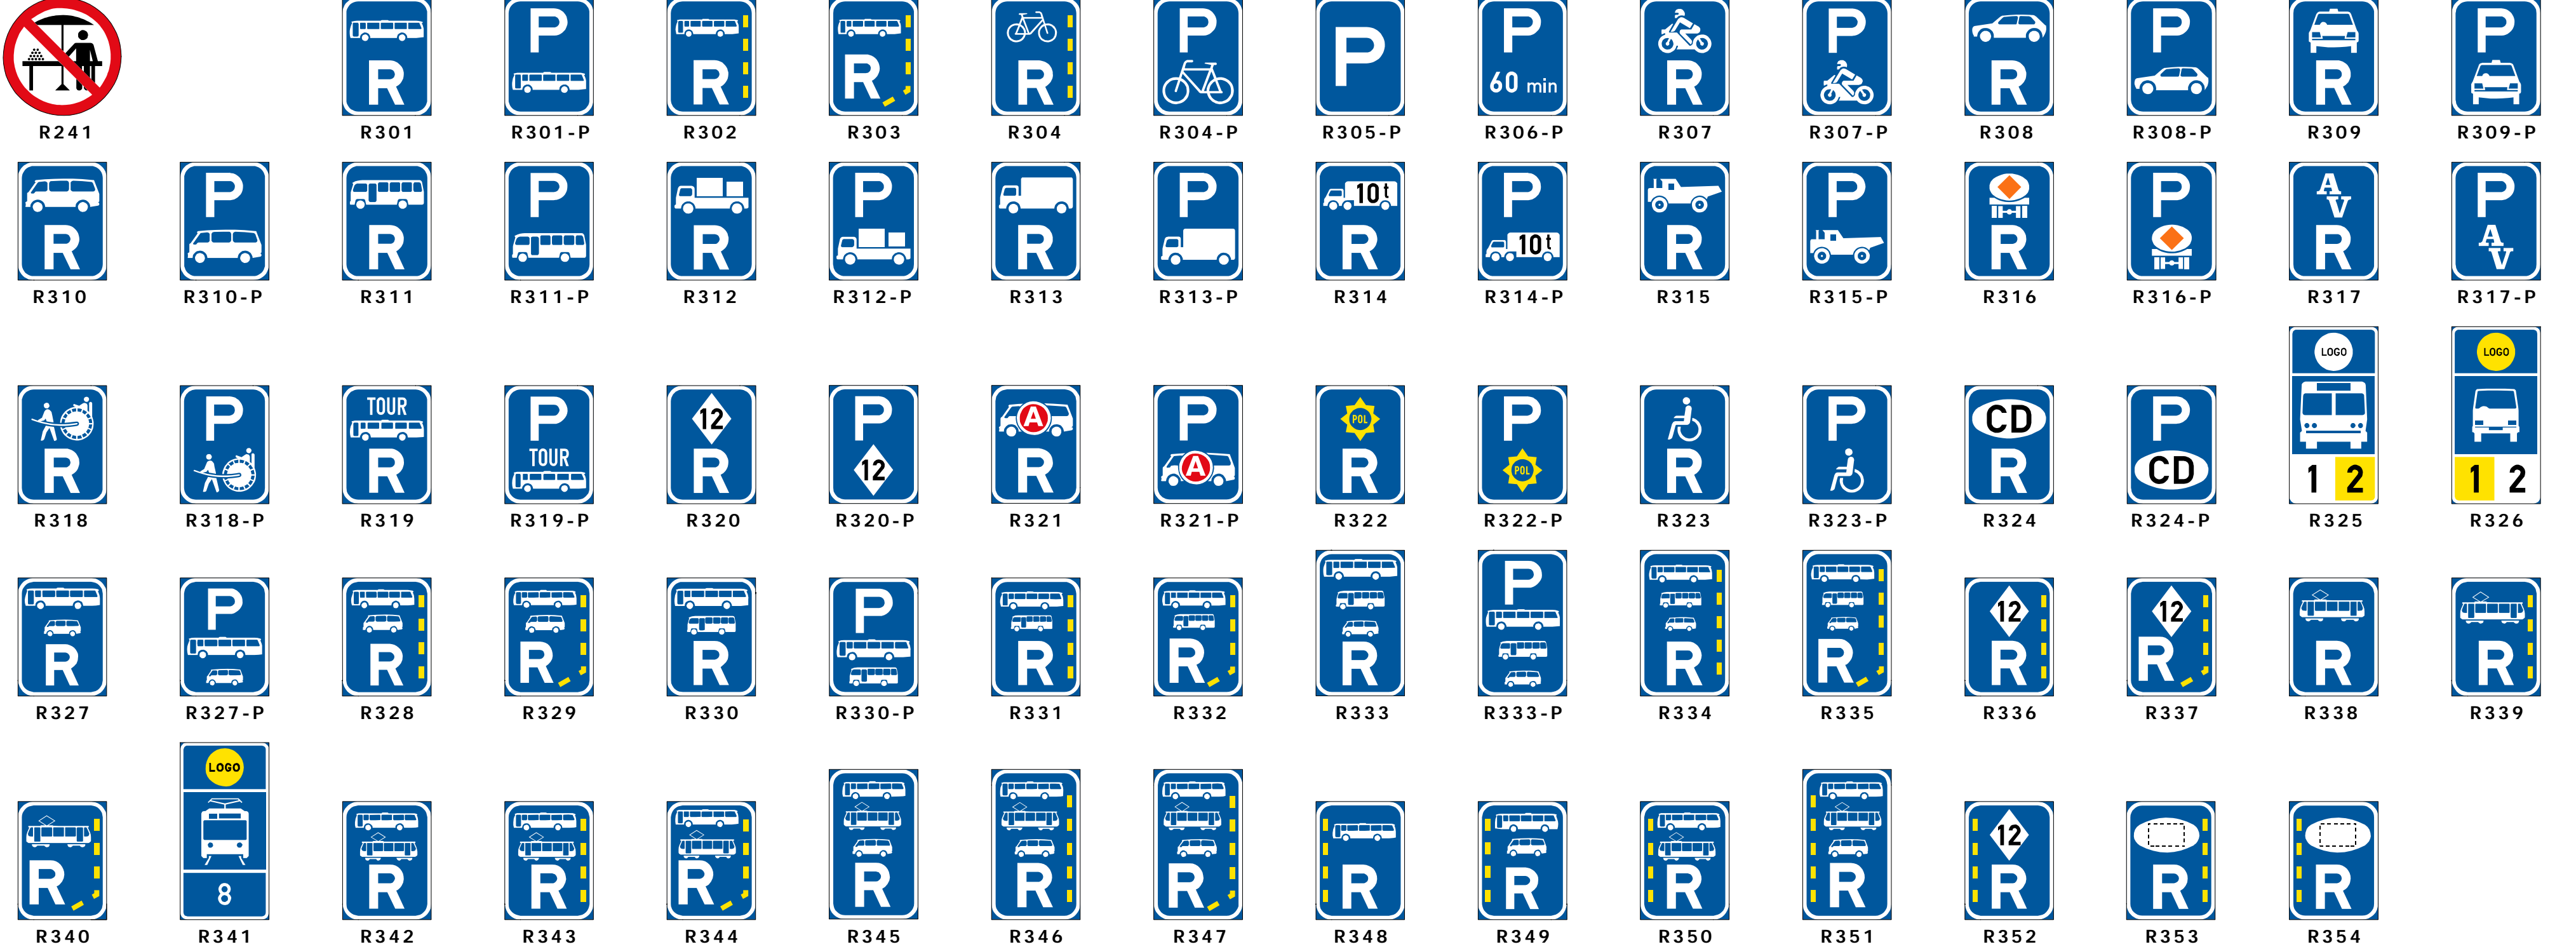 R241
R
R301
P
R301-P
R
R302
R
R303
R
R304
P
R304-P
P
R305-P
P
60 min
R306-P
R
R307
P
R307-P
R
R308
P
R308-P
R
R309
P
R309-P
R
R310
P
R310-P
R
R311
P
R311-P
R
R312
P
R312-P
R
R313
P
R313-P
10t
R
R314
P
10t
R314-P
R
R315
P
R315-P
R
R316
P
R316-P
A
V
R
R317
P
A
V
R317-P
R
R318
P
R318-P
TOUR
R
R319
P
TOUR
R319-P
12
R
R320
P
12
R320-P
A
R
R321
P
A
R321-P
POL
R
R322
P
POL
R322-P
R
R323
P
R323-P
CD
R
R324
P
CD
R324-P
LOGO
1 2
R325
LOGO
1 2
R326
R
R327
P
R327-P
R
R328
R
R329
R
R330
P
R330-P
R
R331
R
R332
R
R333
P
R333-P
R
R334
R
R335
12
R
R336
12
R
R337
R
R338
R
R339
R
R340
LOGO
8
R341
R
R342
R
R343
R
R344
R
R345
R
R346
R
R347
R
R348
R
R349
R
R350
R
R351
12
R
R352
R
R353
R
R354